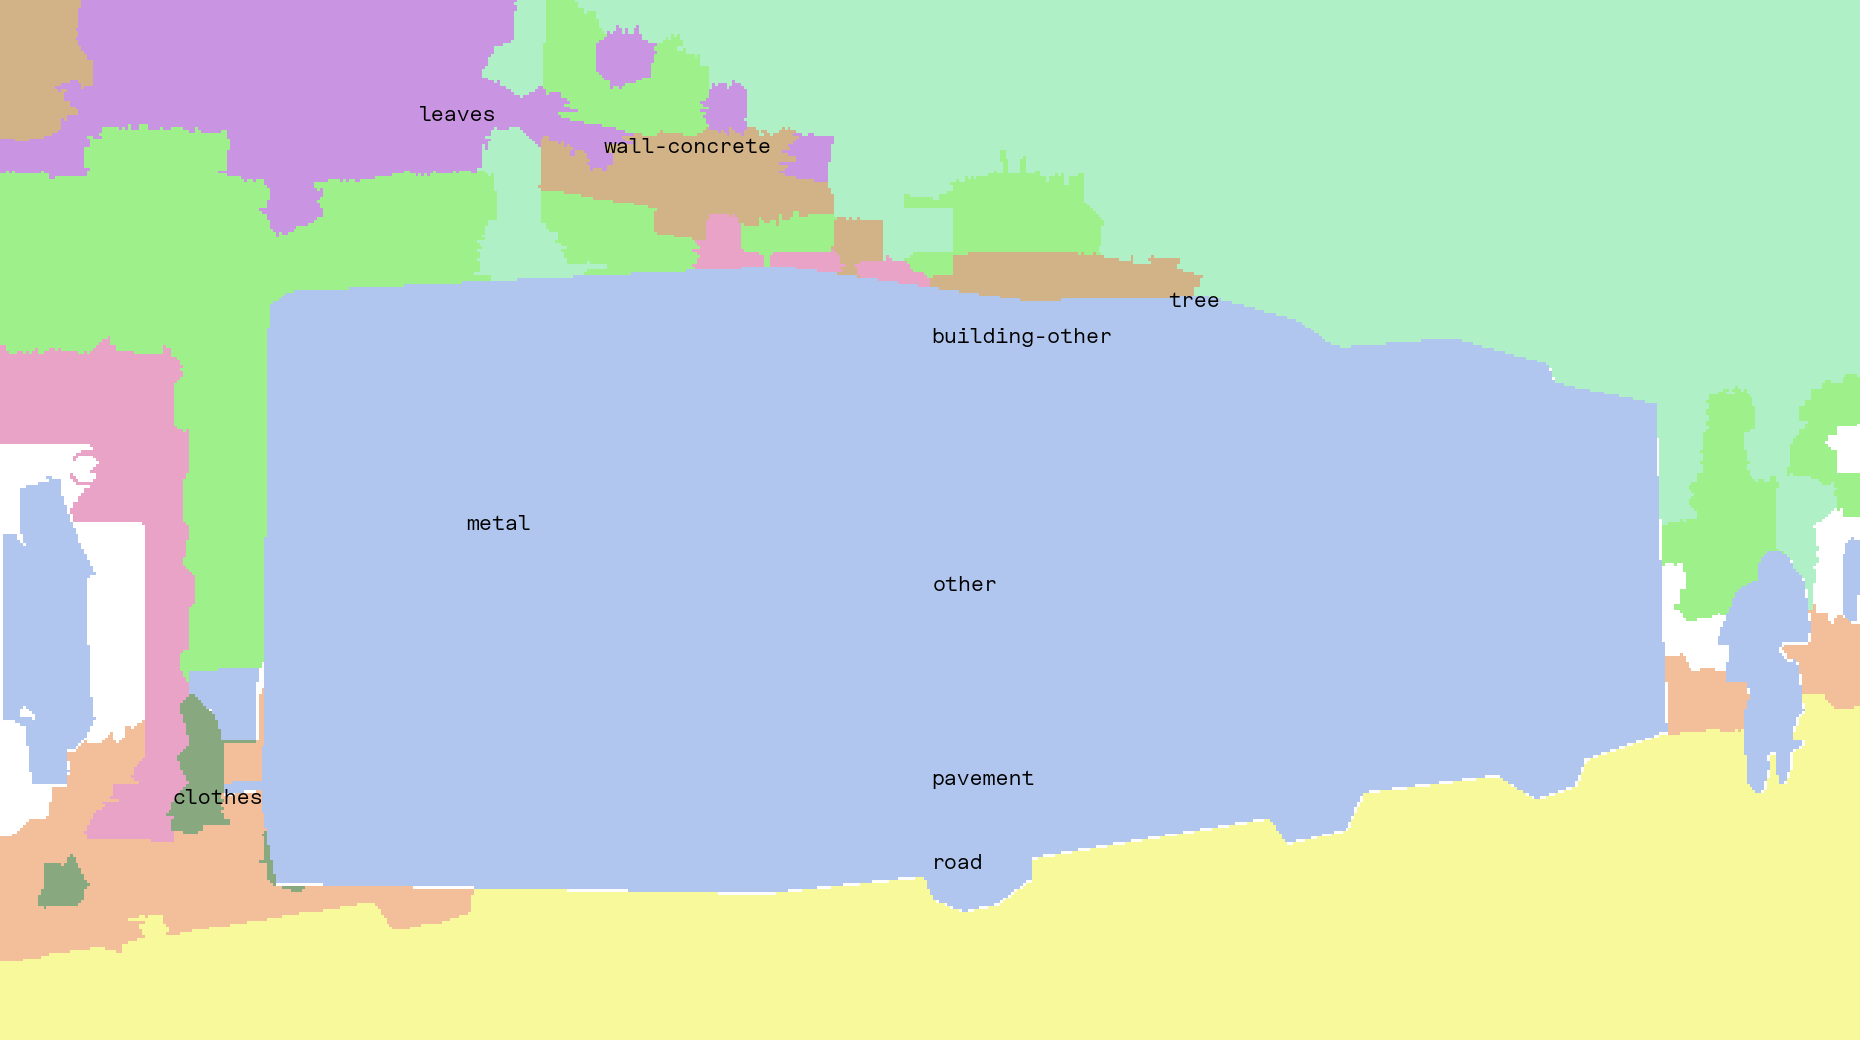 leaves
wall-concrete
tree
building-other
metal
other
pavement
clothes
road